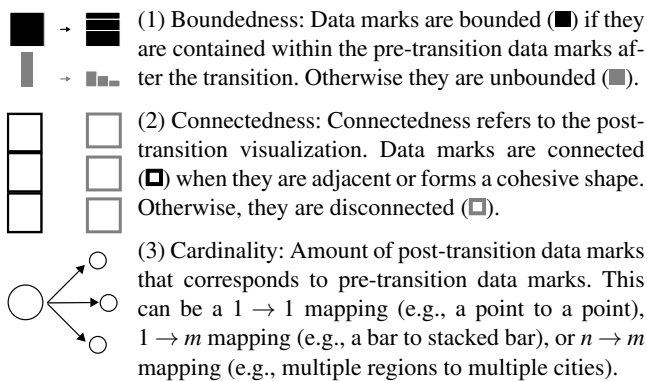 (1) Boundedness: Data marks are bounded (■) if they
are contained within the pre-transition data marks af-
ter the transition. Otherwise they are unbounded (■).
(2) Connectedness: Connectedness refers to the post-
transition visualization. Data marks are connected
(□) when they are adjacent or forms a cohesive shape.
Otherwise, they are disconnected (□).
(3) Cardinality: Amount of post-transition data marks
that corresponds to pre-transition data marks. This
can be a 1 → 1 mapping (e.g., a point to a point),
1 → m mapping (e.g., a bar to stacked bar), or n → m
mapping (e.g., multiple regions to multiple cities).